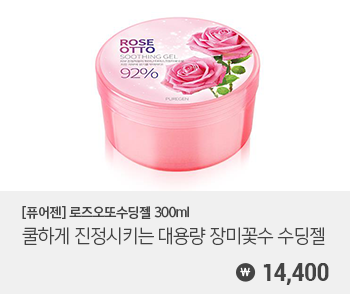 ROSE
OTTO
SOOTHING GEL
92%
[퓨어젠] 로즈오또수딩젤 300ml
쿨하게 진정시키는 대용량 장미꽃수 수딩젤
₩ 14,400